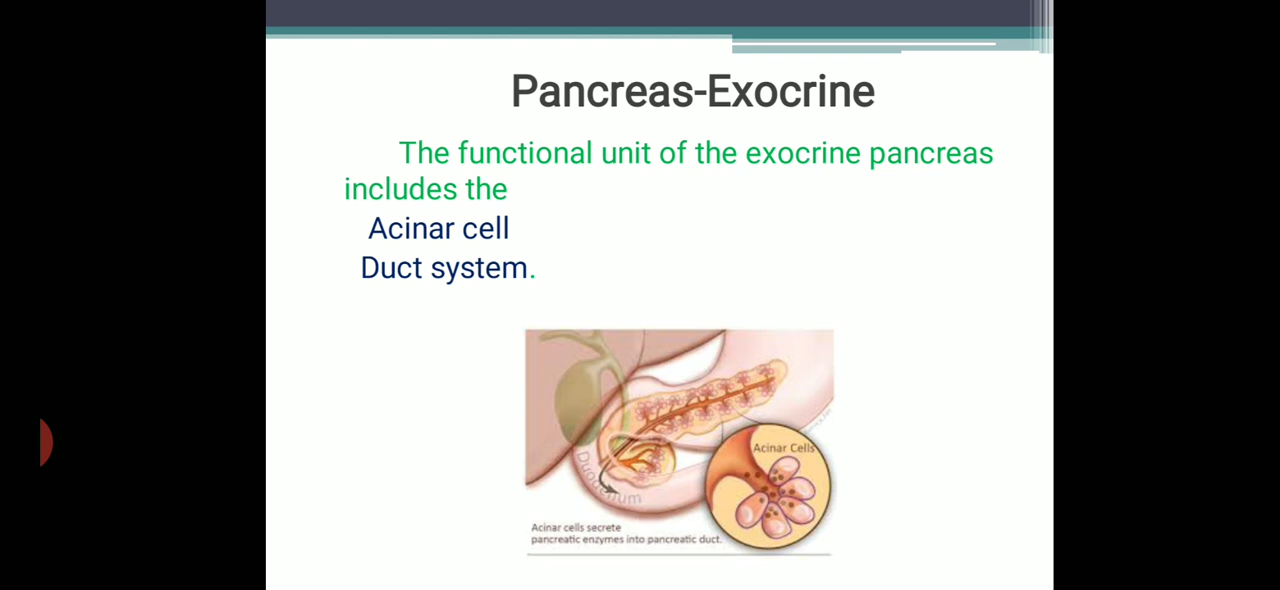 Pancreas-Exocrine
The functional unit of the exocrine pancreas
includes the
Acinar cell
Duct system.
Acinar Cells
Duodenum
Acinar cells secrete
pancreatic enzymes into pancreatic duct.